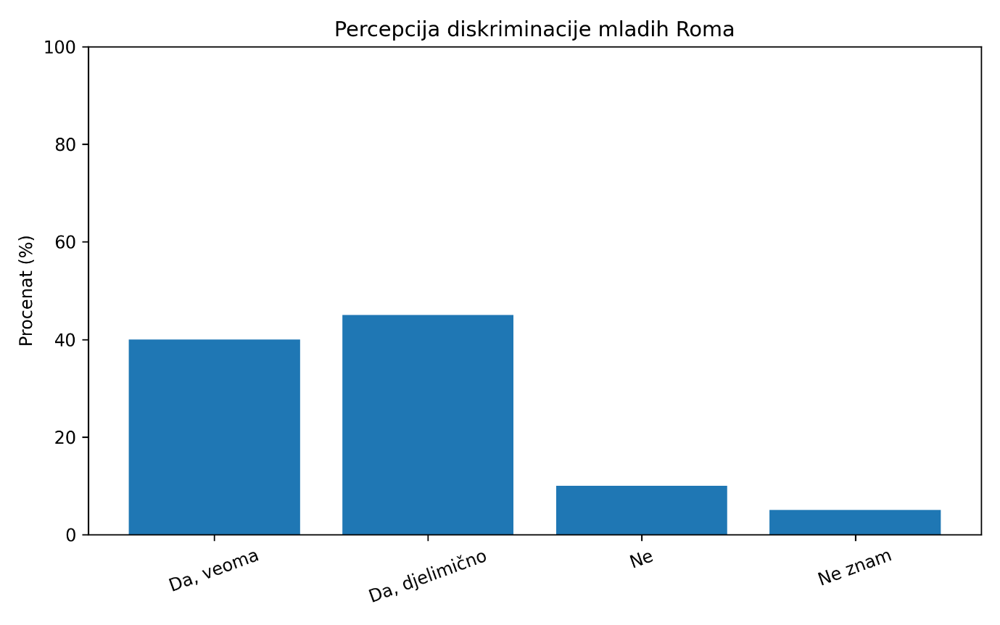 Percepcija diskriminacije mladih Roma
Procenat (%)
100
80
60
40
20
0
Da, veoma
Da, djelimično
Ne
Ne znam